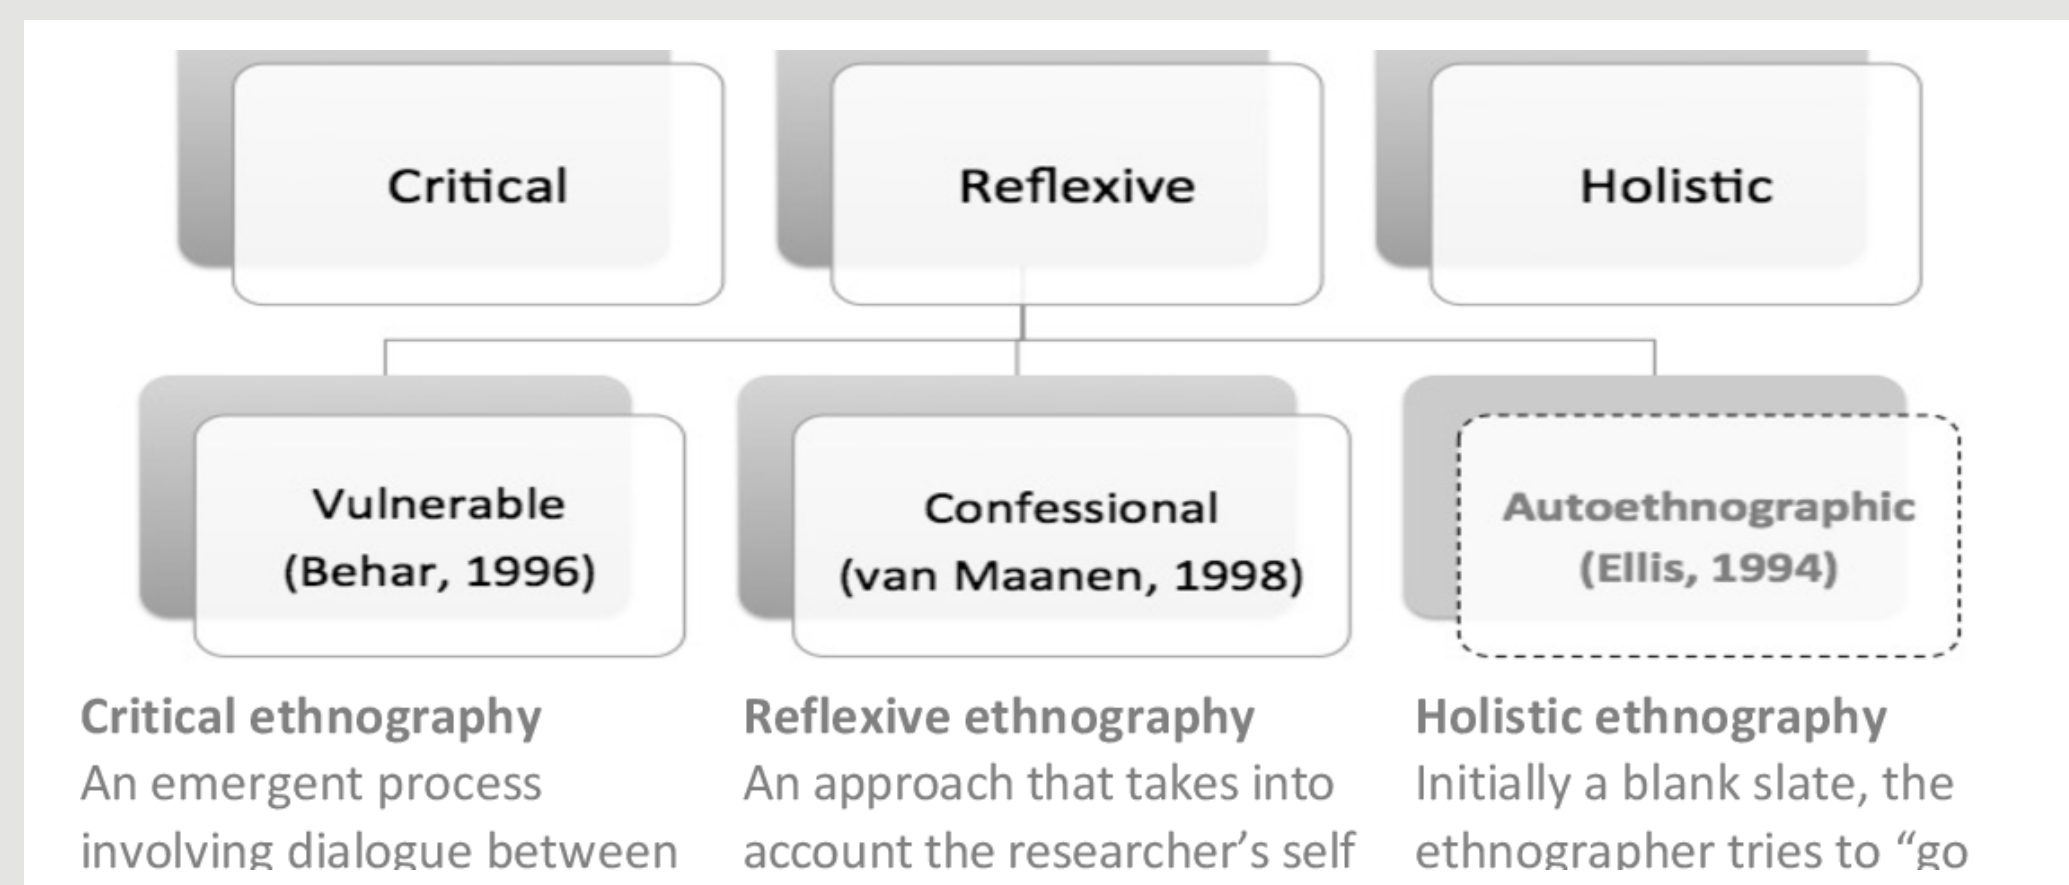 Critical
Reflexive
Holistic
Vulnerable
(Behar, 1996)
Confessional
(van Maanen, 1998)
Autoethnographic
(Ellis, 1994)
Critical ethnography
An emergent process
involving dialogue between
Reflexive ethnography
An approach that takes into
account the researcher’s self
Holistic ethnography
Initially a blank slate, the
ethnographer tries to “go